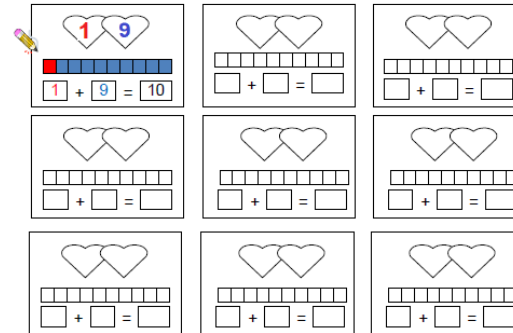 1 9
1 + 9 = 10
+ = + =
+ = + = + =
+ = + = + =